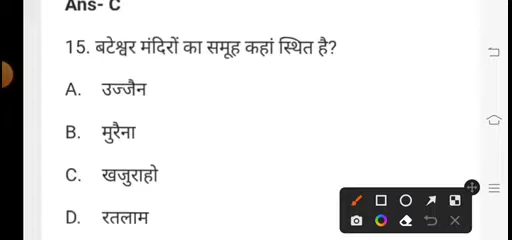 Ans- C
15. बटेश्वर मंदिरों का समूह कहां स्थित है?
A. उज्जैन
B. मुरैना
C. खजुराहो
D. रतलाम